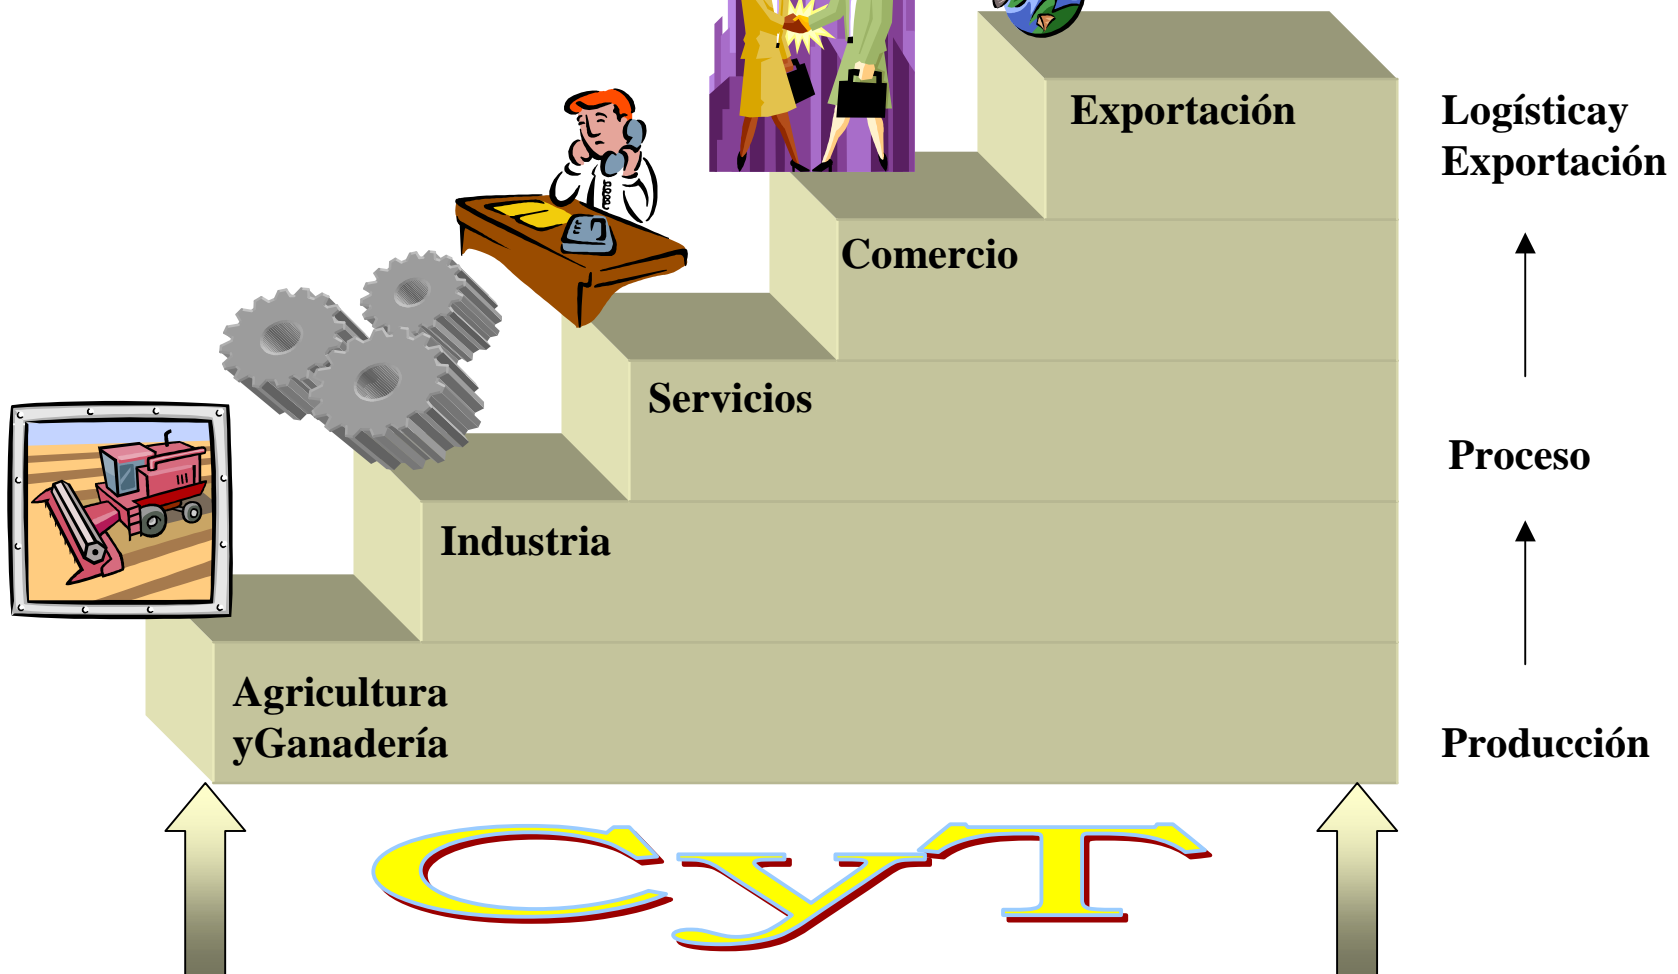 Exportación
Logísticay
Exportación
Comercio
Servicios
Proceso
Industria
Agricultura
yGanadería
Producción
CyT